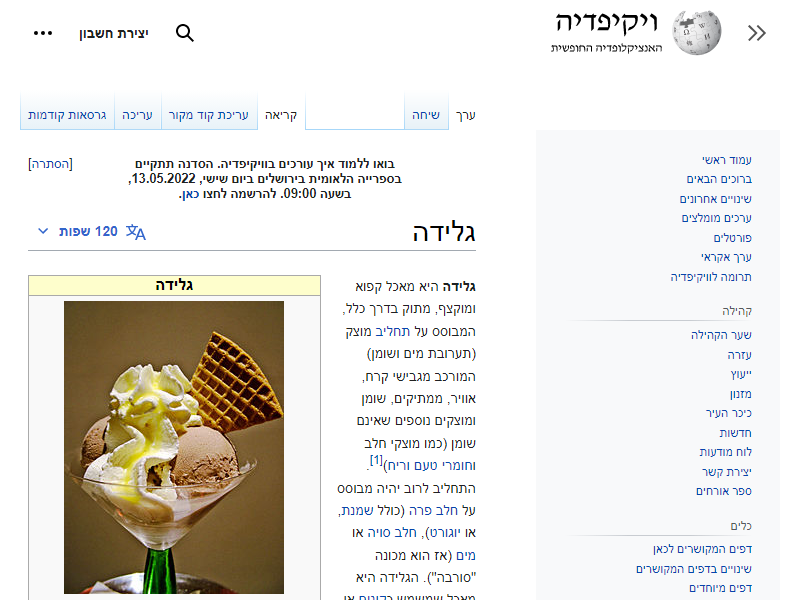 ויקיפדיה
האנציקלופדיה החופשית
יצירת חשבון
עמוד ראשי
ברוכים הבאים
שינויים אחרונים
ערכים מומלצים
פורטלים
ערך אקראי
תרומה לוויקיפדיה
קהילה
שער הקהילה
עזרה
ייעוץ
מזנון
כיכר העיר
חדשות
לוח מודעות
יצירת קשר
ספר אורחים
כלים
דפים המקושרים לכאן
שינויים בדפים המקושרים
דפים מיוחדים
ערך שיחה קריאה עריכת קוד מקור עריכה גרסאות קודמות
[הסתרה]
בואו ללמוד איך עורכים בוויקיפדיה. הסדנה תתקיים
בספרייה הלאומית בירושלים ביום שישי, 13.05.2022,
בשעה 09:00. להרשמה לחצו כאן.
גלידה
120 שפות
גלידה
גלידה היא מאכל קפוא
ומוקצף, מתוק בדרך כלל,
המבוסס על תחליב מוצק
(תערובת מים ושומן)
המורכב מגבישי קרח,
אוויר, ממתיקים, שומן
ומוצקים נוספים שאינם
שומן (כמו מוצקי חלב
וחומרי טעם וריח)[1].
התחליב לרוב יהיה מבוסס
על חלב פרה (כולל שמנת,
או יוגורט), חלב סויה או
מים (אז הוא מכונה
"סורבה"). הגלידה היא
מאכל שמשמש כקינוח או